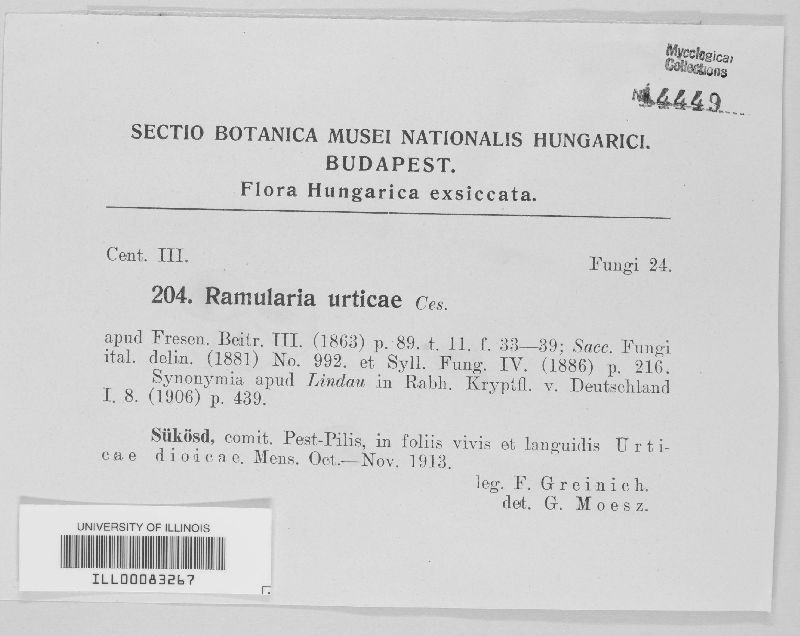 Mycological
Collections
No 14449
SECTIO BOTANICA MUSEI NATIONALIS HUNGARICI.
BUDAPEST.
Flora Hungarica exsiccata.
Cent. III.
Fungi 24.
204. Ramularia urticae Ces.
apud Fresen. Beitr. III. (1863) p. 89. t. 11. f. 33—39; Sacc. Fungi
ital. delin. (1881) No. 992. et Syll. Fung. IV. (1886) p. 216.
Synonymia apud Lindau in Rabh. Kryptfl. v. Deutschland
I. 8. (1906) p. 439.
Sükösd, comit. Pest-Pilis, in foliis vivis et languidis Urti-
cae dioicae. Mens. Oct.—Nov. 1913.
leg. F. Greinich.
det. G. Moesz.
UNIVERSITY OF ILLINOIS
ILL00083267